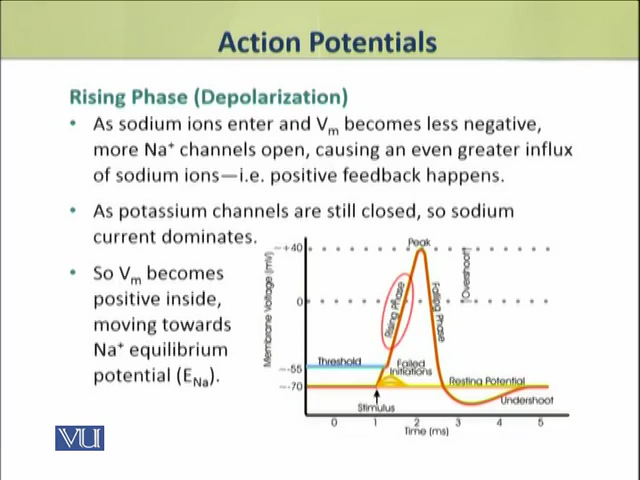 Action Potentials
Rising Phase (Depolarization)
• As sodium ions enter and Vm becomes less negative,
more Na⁺ channels open, causing an even greater influx
of sodium ions—i.e. positive feedback happens.
• As potassium channels are still closed, so sodium
current dominates.
• So Vm becomes
positive inside,
moving towards
Na⁺ equilibrium
potential (ENa).
Peak
+40
Overshoot
Membrane Voltage (mV)
Rising Phase
Falling Phase
0
Threshold
Failed
Initiations
-55
Resting Potential
-70
Undershoot
Stimulus
0 1 2 3 4 5
Time (ms)
VU